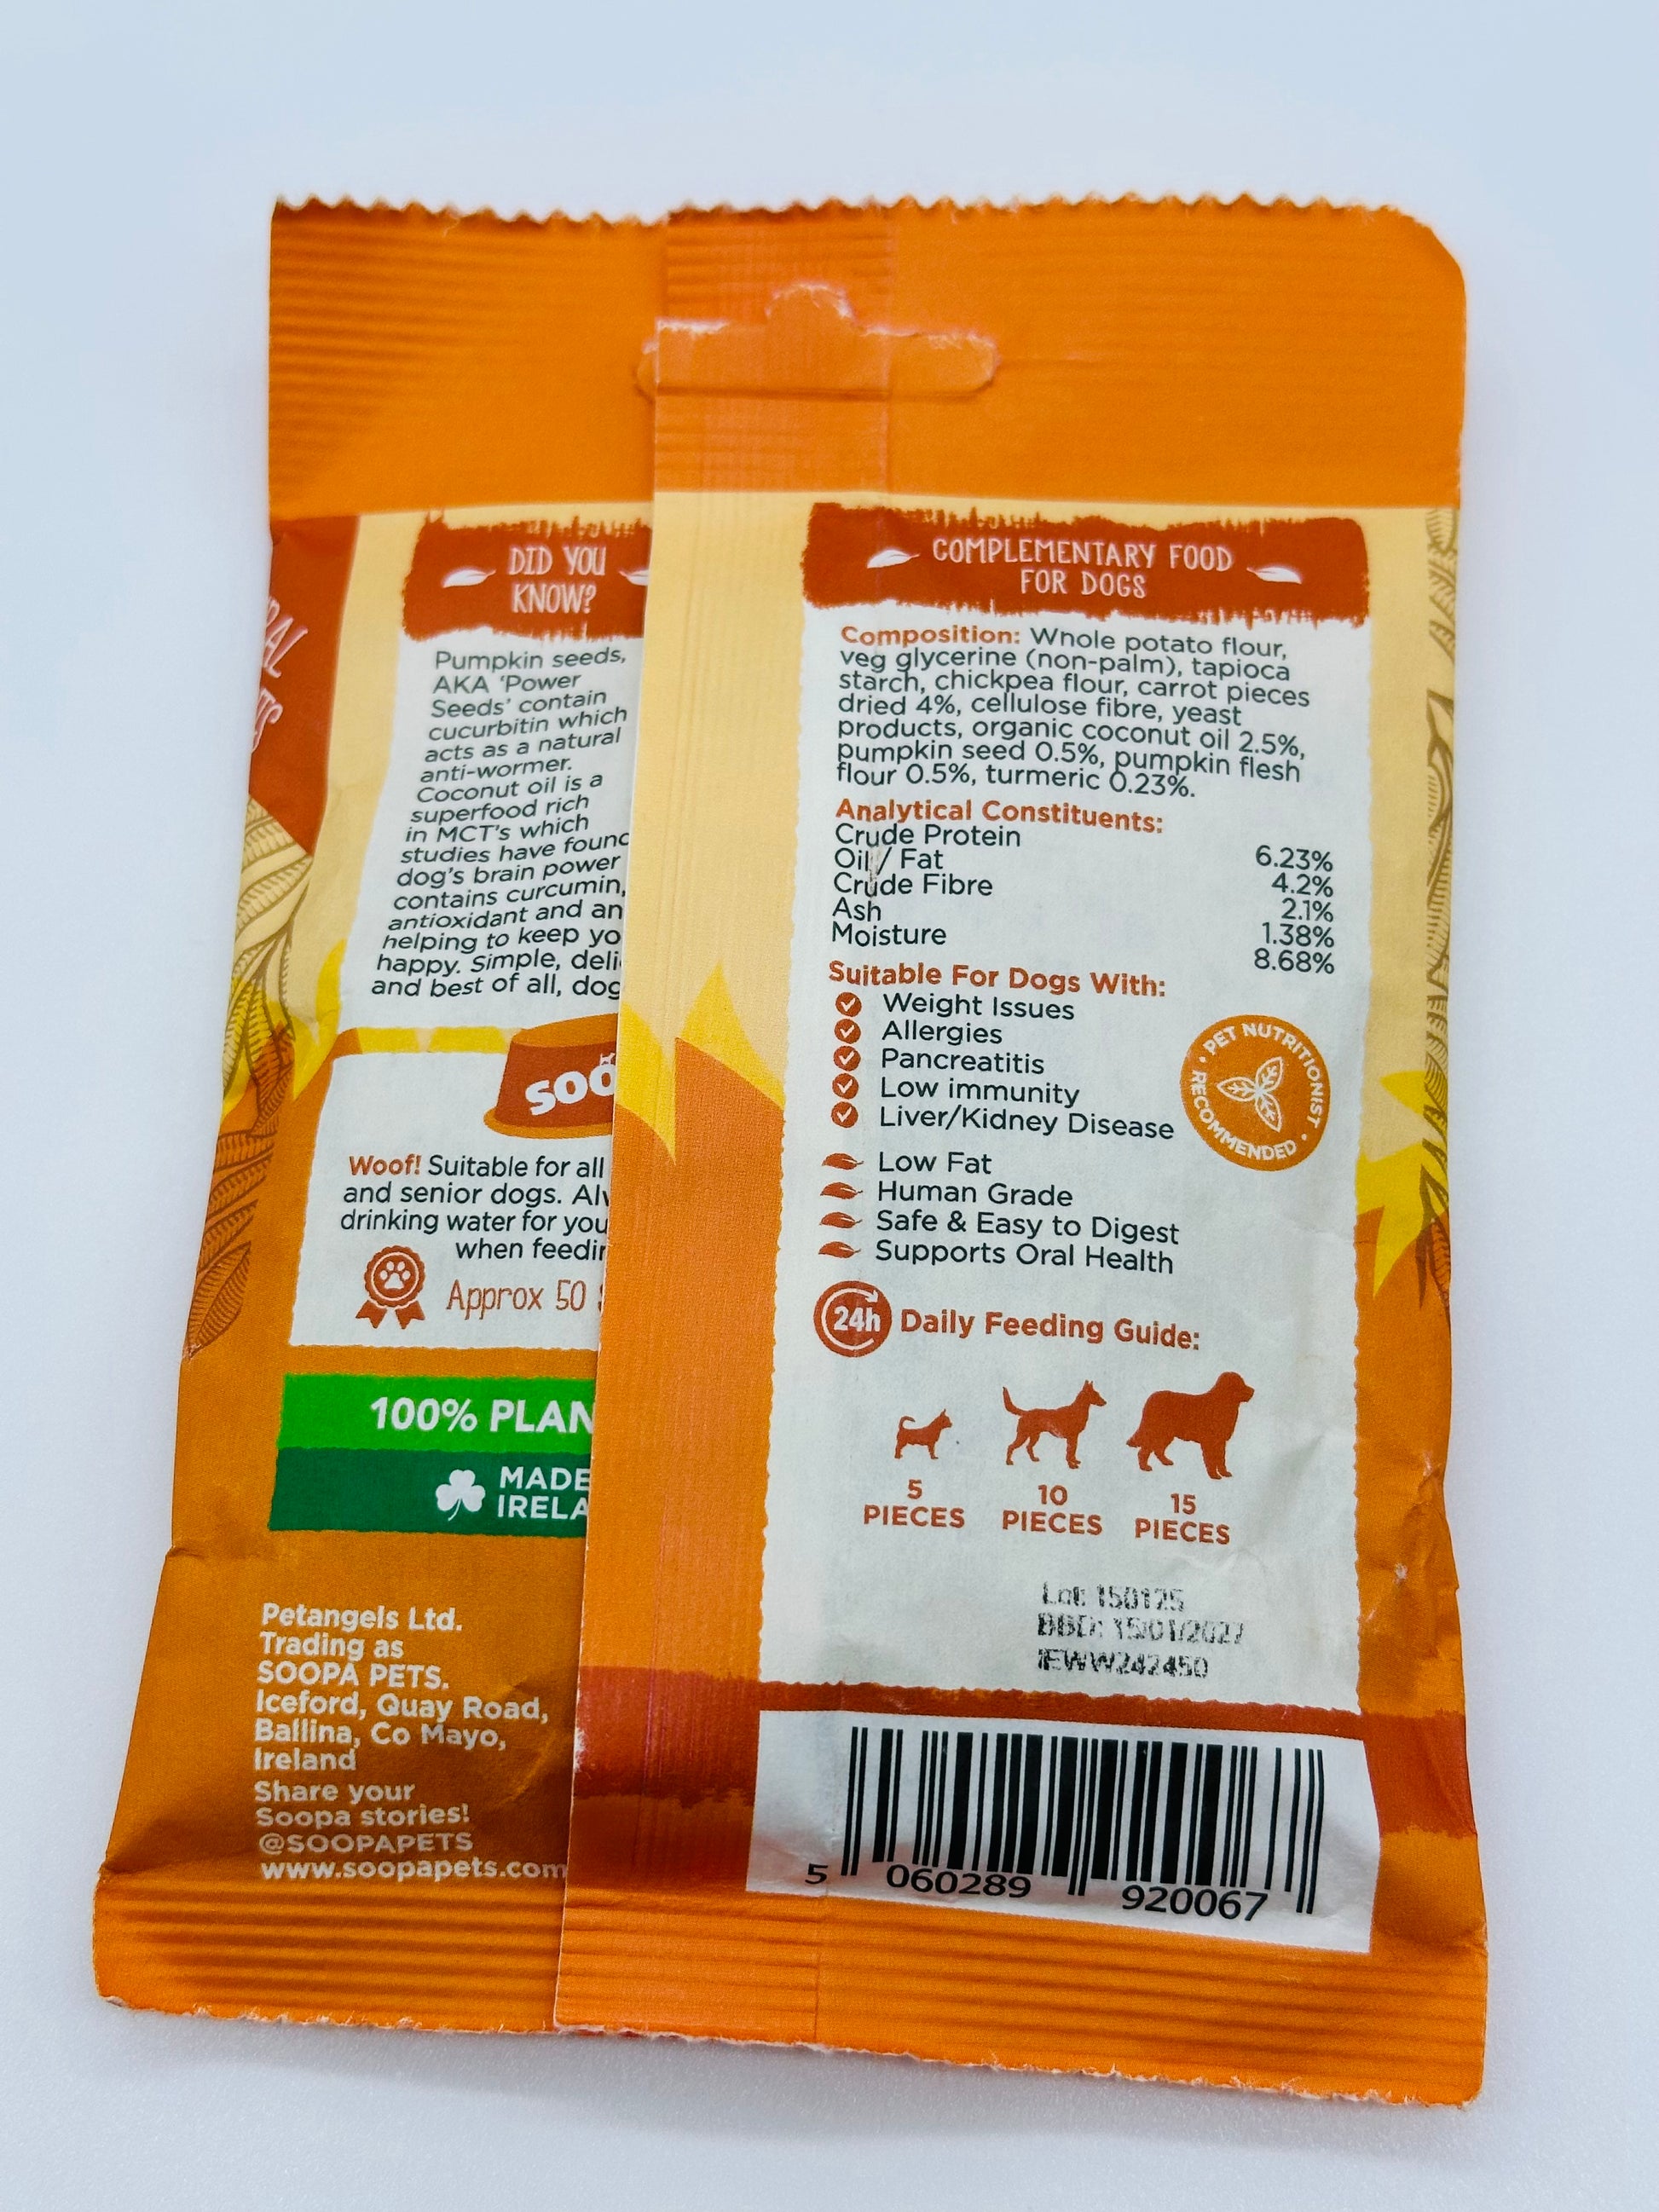 DID YOU
KNOW?
Pumpkin seeds,
AKA ‘Power
Seeds’ contain
cucurbitin which
acts as a natural
anti-wormer.
Coconut oil is a
superfood rich
in MCT's which
studies have found
dog's brain power
contains curcumin,
antioxidant and an
helping to keep yo
happy. Simple, deli
and best of all, dog
SOO
Woof! Suitable for all
and senior dogs. Alw
drinking water for you
when feedin
Approx 50
100% PLAN
MADE
IRELA
Petangels Ltd.
Trading as
SOOPA PETS.
Iceford, Quay Road,
Ballina, Co Mayo,
Ireland
Share your
Soopa stories!
@SOOPAPETS
www.soopapets.com
COMPLEMENTARY FOOD
FOR DOGS
Composition: Whole potato flour,
veg glycerine (non-palm), tapioca
starch, chickpea flour, carrot pieces
dried 4%, cellulose fibre, yeast
products, organic coconut oil 2.5%,
pumpkin seed 0.5%, pumpkin flesh
flour 0.5%, turmeric 0.23%.
Analytical Constituents:
Crude Protein 6.23%
Oil / Fat 4.2%
Crude Fibre 2.1%
Ash 1.38%
Moisture 8.68%
Suitable For Dogs With:
Weight Issues
Allergies
Pancreatitis
Low immunity
Liver/Kidney Disease
PET NUTRITIONIST
RECOMMENDED
Low Fat
Human Grade
Safe & Easy to Digest
Supports Oral Health
24h Daily Feeding Guide:
5 10 15
PIECES PIECES PIECES
Lot: 150125
BBD: 15/01/2027
IEWW242450
5 060289 920067